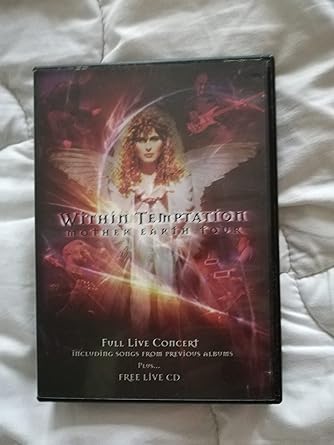 Within Temptation
Mother Earth Tour
Full Live Concert
including songs from previous albums
Plus...
Free Live CD